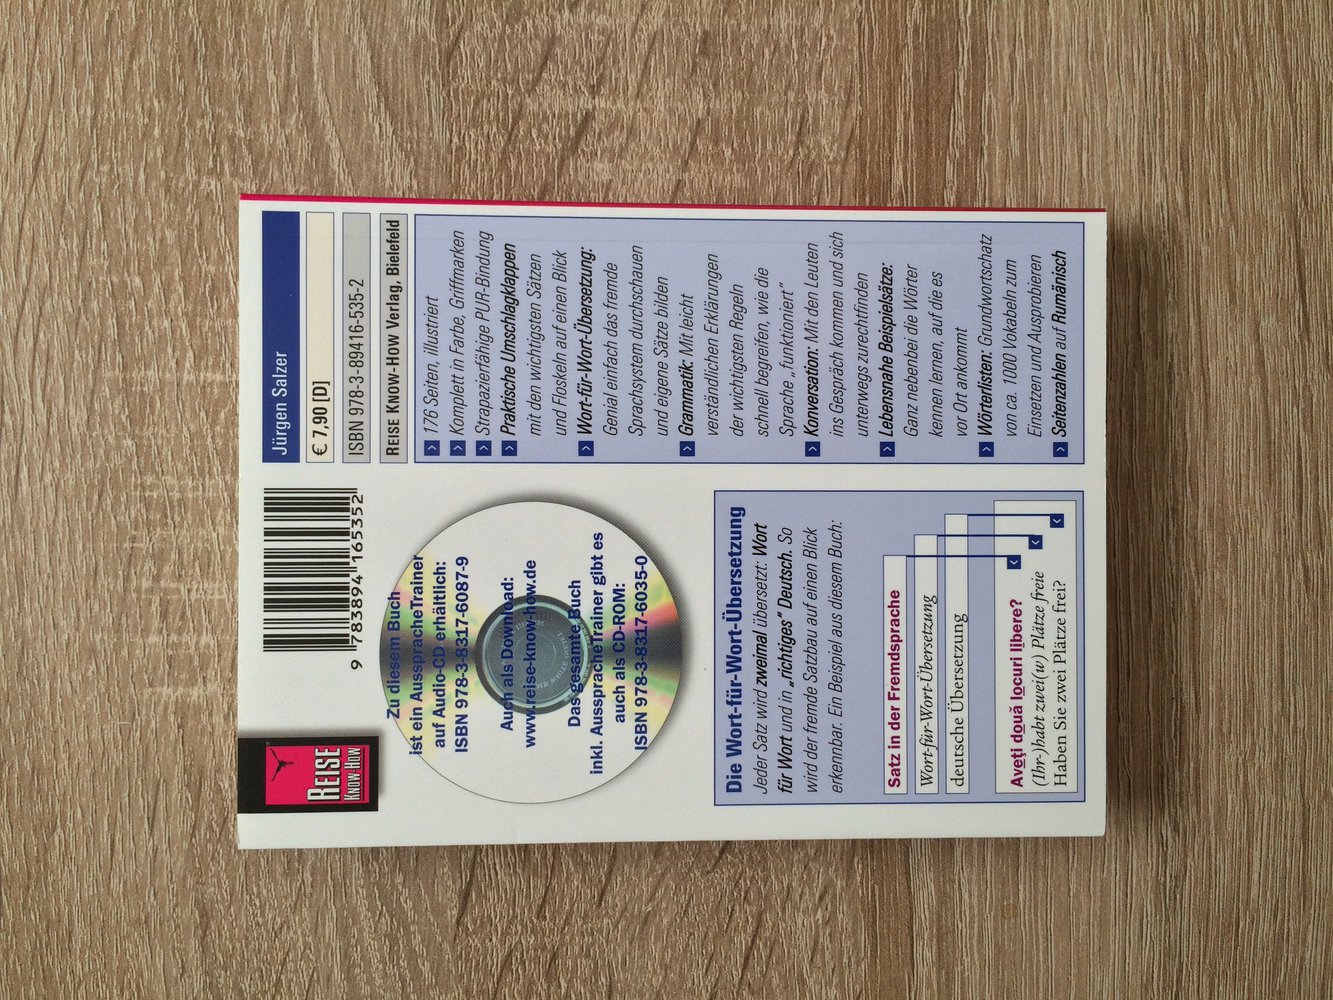 REISE
KNOW-HOW
9 783894 165352
Jürgen Salzer
€ 7,90 [D]
ISBN 978-3-89416-535-2
REISE KNOW-HOW Verlag, Bielefeld
Zu diesem Buch
ist ein AusspracheTrainer
auf Audio-CD erhältlich:
ISBN 978-3-8317-6087-9
Auch als Download:
www.reise-know-how.de
Das gesamte Buch
inkl. AusspracheTrainer gibt es
auch als CD-ROM:
ISBN 978-3-8317-6035-0
176 Seiten, illustriert
Komplett in Farbe, Griffmarken
Strapazierfähige PUR-Bindung
Praktische Umschlagklappen
mit den wichtigsten Sätzen
und Floskeln auf einen Blick
Wort-für-Wort-Übersetzung:
Genial einfach das fremde
Sprachsystem durchschauen
und eigene Sätze bilden
Grammatik: Mit leicht
verständlichen Erklärungen
der wichtigsten Regeln
schnell begreifen, wie die
Sprache „funktioniert“
Konversation: Mit den Leuten
ins Gespräch kommen und sich
unterwegs zurechtfinden
Lebensnahe Beispielsätze:
Ganz nebenbei die Wörter
kennen lernen, auf die es
vor Ort ankommt
Wörterlisten: Grundwortschatz
von ca. 1000 Vokabeln zum
Einsetzen und Ausprobieren
Seitenzahlen auf Rumänisch
Die Wort-für-Wort-Übersetzung
Jeder Satz wird zweimal übersetzt: Wort
für Wort und in „richtiges“ Deutsch. So
wird der fremde Satzbau auf einen Blick
erkennbar. Ein Beispiel aus diesem Buch:
Satz in der Fremdsprache
Wort-für-Wort-Übersetzung
deutsche Übersetzung
Aveți două locuri libere?
(Ihr-)habt zwei(w) Plätze freie
Haben Sie zwei Plätze frei?